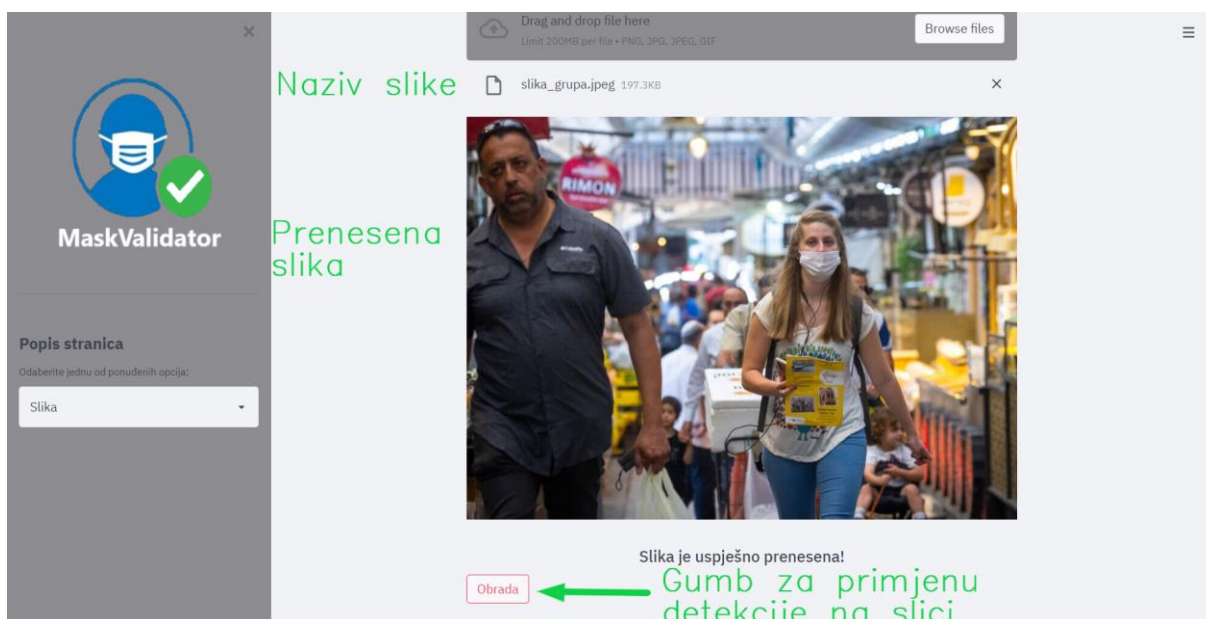 Drag and drop file here
Limit 200MB per file • PNG, JPG, JPEG, GIF
Browse files
Naziv slike
slika_grupa.jpeg 197.3KB
MaskValidator
Prenesena
slika
RIMON
Popis stranica
Odaberite jednu od ponuđenih opcija:
Slika
Slika je uspješno prenesena!
Obrada
Gumb za primjenu
detekcije na slici